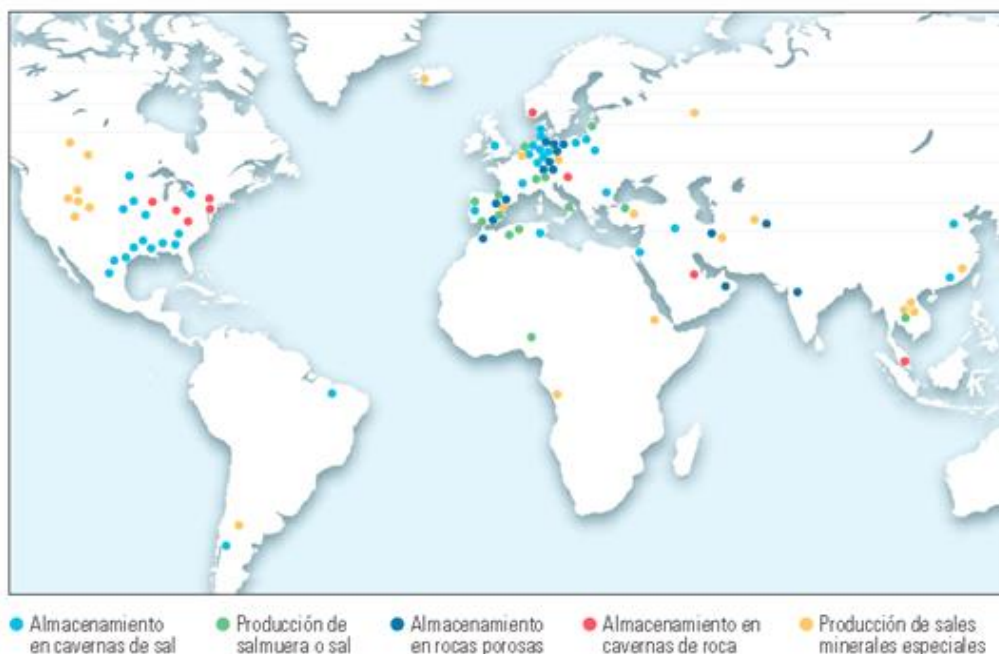 Almacenamiento
en cavernas de sal
Producción de
salmuera o sal
Almacenamiento
en rocas porosas
Almacenamiento en
cavernas de roca
Producción de sales
minerales especiales